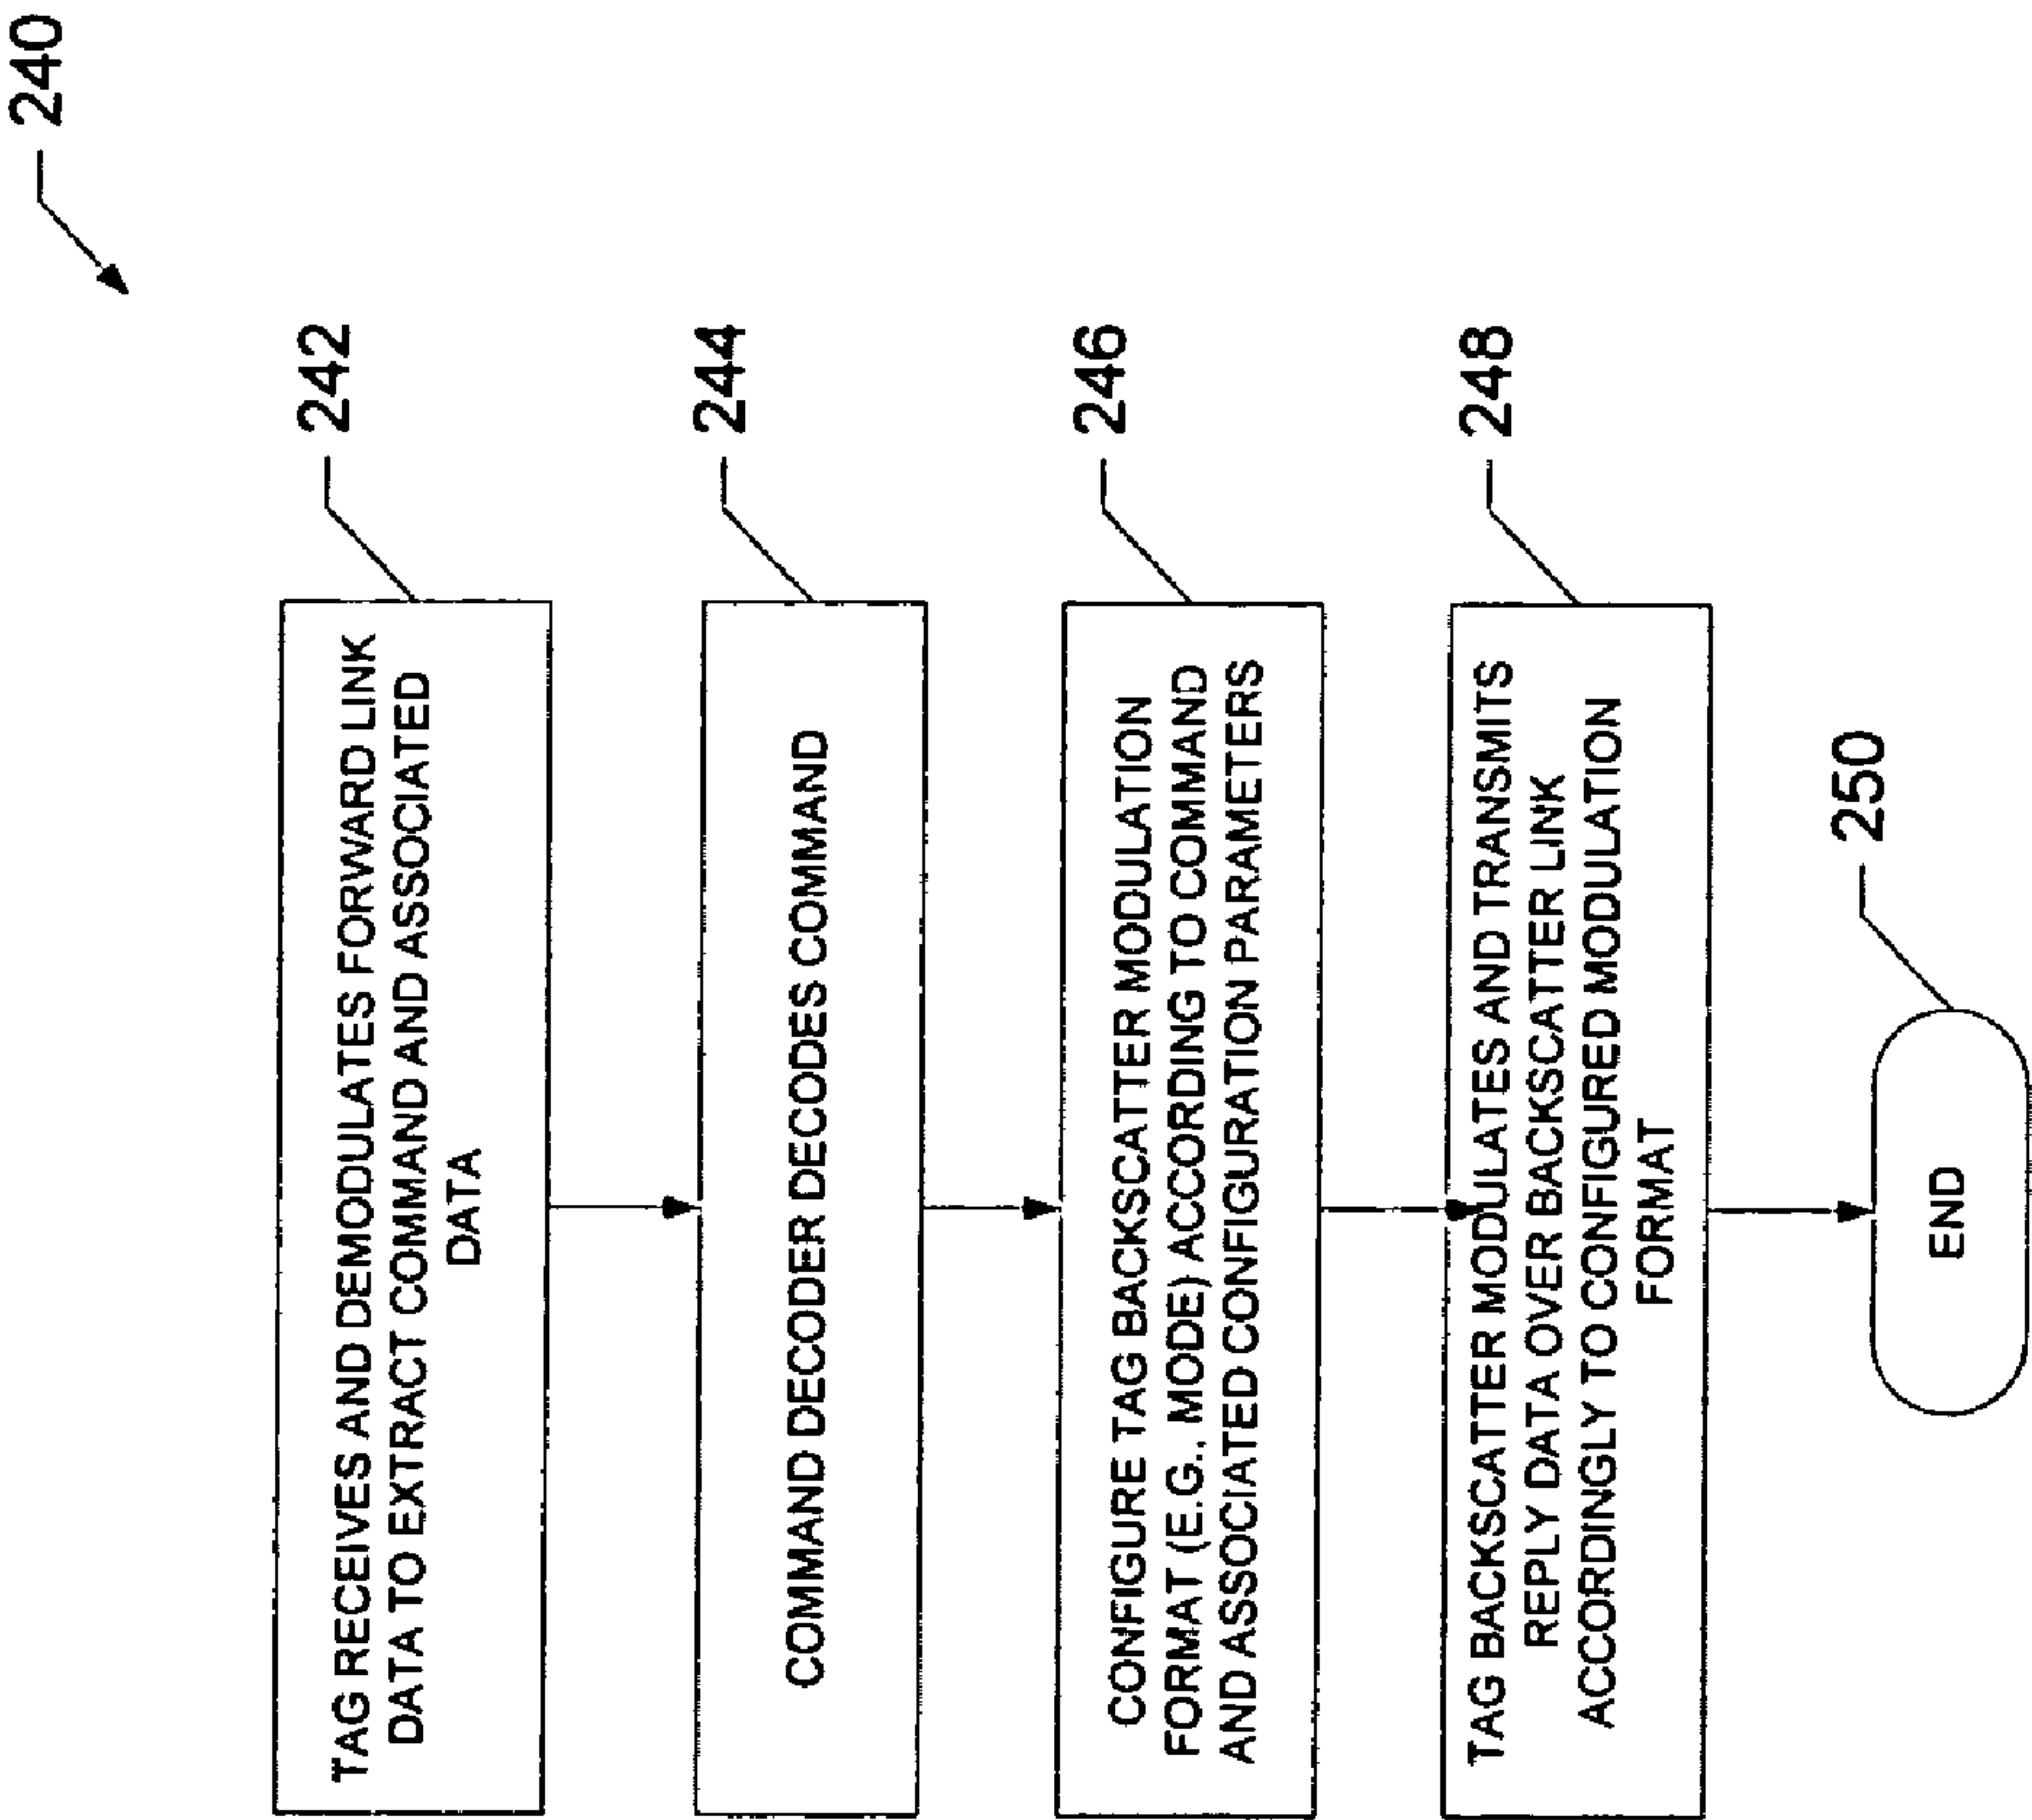 240
242
TAG RECEIVES AND DEMODULATES FORWARD LINK
DATA TO EXTRACT COMMAND AND ASSOCIATED
DATA
244
COMMAND DECODER DECODES COMMAND
246
CONFIGURE TAG BACKSCATTER MODULATION
FORMAT (E.G., MODE) ACCORDING TO COMMAND
AND ASSOCIATED CONFIGURATION PARAMETERS
248
TAG BACKSCATTER MODULATES AND TRANSMITS
REPLY DATA OVER BACKSCATTER LINK
ACCORDINGLY TO CONFIGURED MODULATION
FORMAT
250
END